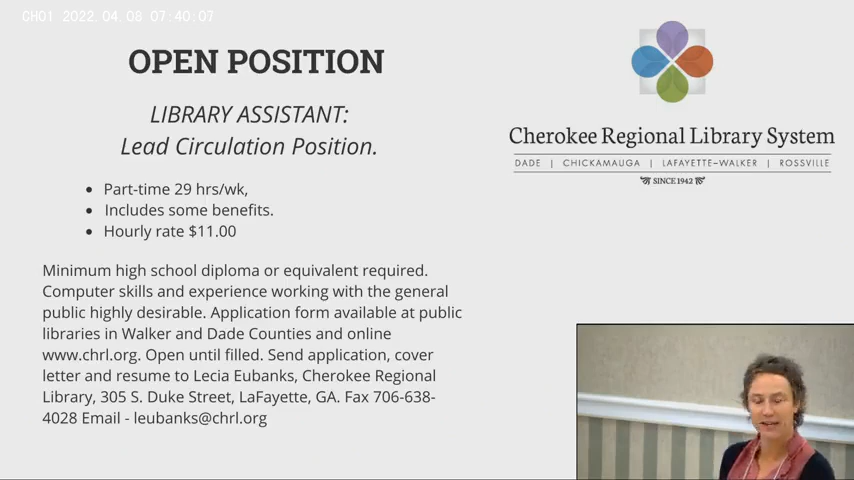 CH01 2022.04.08 07:40:07
OPEN POSITION
LIBRARY ASSISTANT:
Lead Circulation Position.
• Part-time 29 hrs/wk,
• Includes some benefits.
• Hourly rate $11.00
Minimum high school diploma or equivalent required.
Computer skills and experience working with the general
public highly desirable. Application form available at public
libraries in Walker and Dade Counties and online
www.chrl.org. Open until filled. Send application, cover
letter and resume to Lecia Eubanks, Cherokee Regional
Library, 305 S. Duke Street, LaFayette, GA. Fax 706-638-
4028 Email - leubanks@chrl.org
Cherokee Regional Library System
DADE | CHICKAMAUGA | LAFAYETTE–WALKER | ROSSVILLE
SINCE 1942